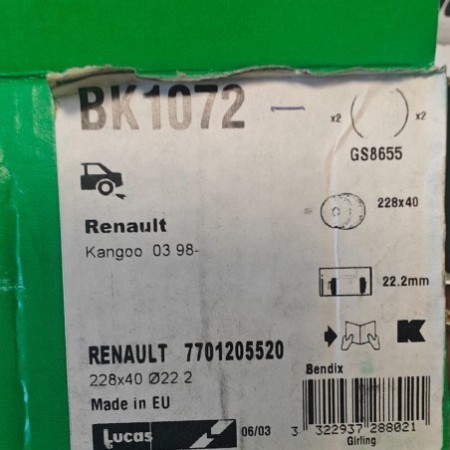 BK1072 —
x2 x2
GS8655
228x40
Renault
Kangoo 03 98-
22.2mm
K
RENAULT 7701205520
228x40 Ø22 2
Made in EU
Bendix
Lucas 06/03
3 322937 288021
Girling